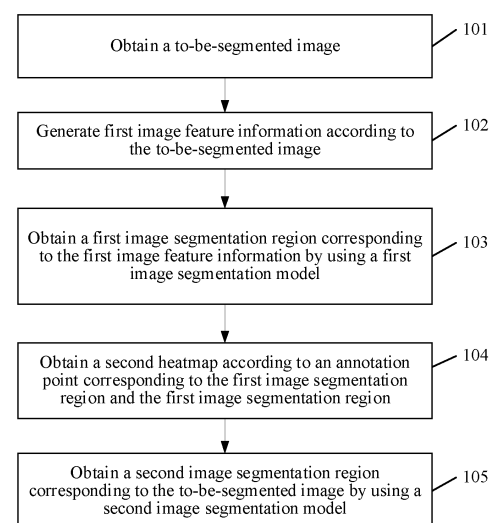 Obtain a to-be-segmented image
101
Generate first image feature information according to
the to-be-segmented image
102
Obtain a first image segmentation region corresponding
to the first image feature information by using a first
image segmentation model
103
Obtain a second heatmap according to an annotation
point corresponding to the first image segmentation
region and the first image segmentation region
104
Obtain a second image segmentation region
corresponding to the to-be-segmented image by using a
second image segmentation model
105